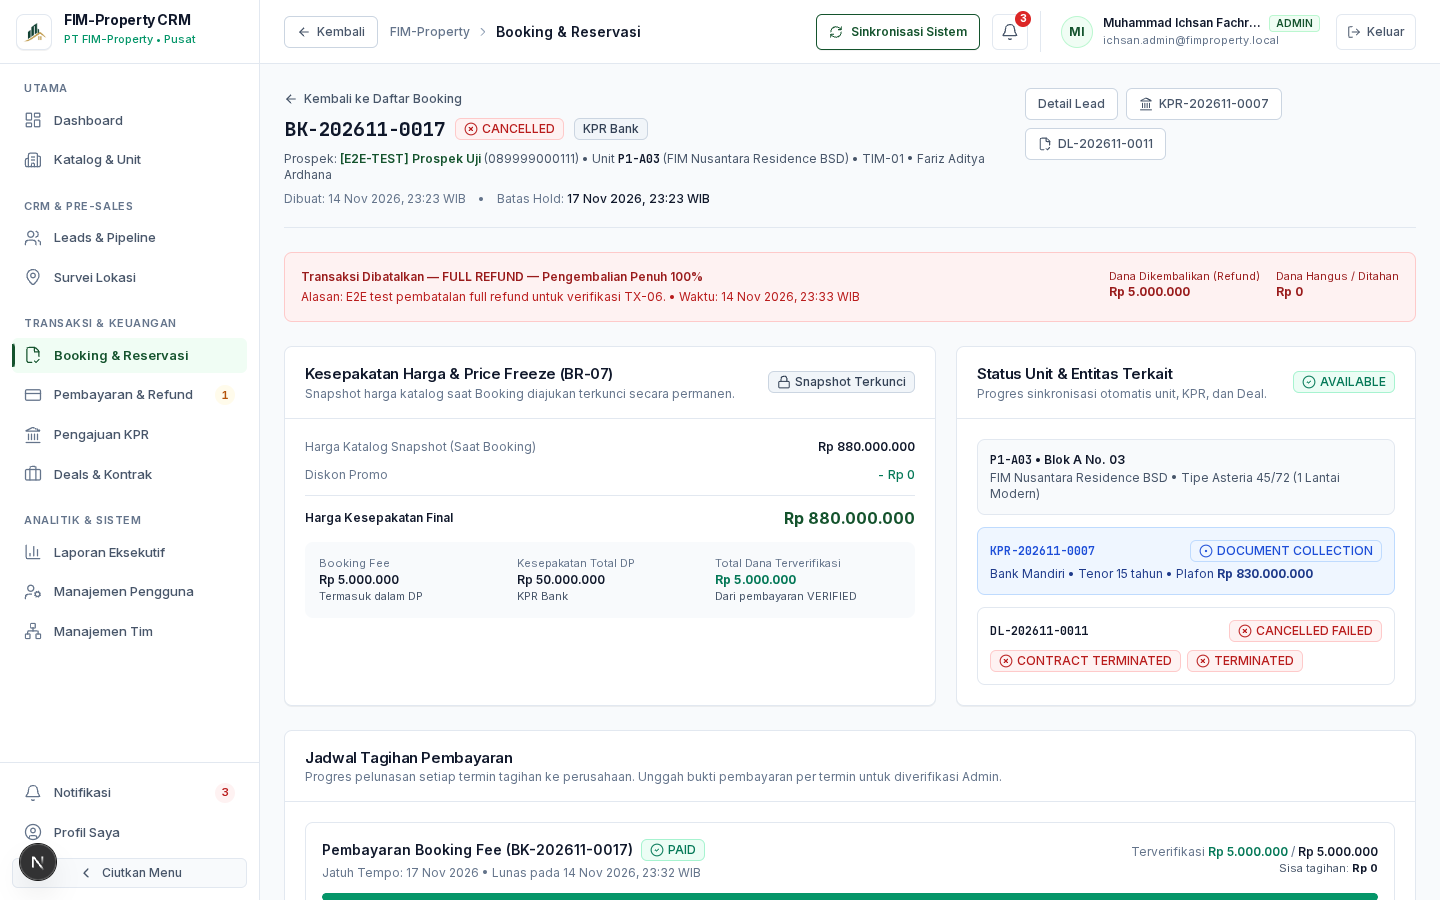 FIM-Property CRM
PT FIM-Property • Pusat
UTAMA
Dashboard
Katalog & Unit
CRM & PRE-SALES
Leads & Pipeline
Survei Lokasi
TRANSAKSI & KEUANGAN
Booking & Reservasi
Pembayaran & Refund 1
Pengajuan KPR
Deals & Kontrak
ANALITIK & SISTEM
Laporan Eksekutif
Manajemen Pengguna
Manajemen Tim
Notifikasi 3
Profil Saya
N
Ciutkan Menu
Kembali FIM-Property Booking & Reservasi
Sinkronisasi Sistem
3
MI
Muhammad Ichsan Fachr... ADMIN
ichsan.admin@fimproperty.local
Keluar
Kembali ke Daftar Booking
BK-202611-0017 CANCELLED KPR Bank
Prospek: [E2E-TEST] Prospek Uji (089999000111) • Unit P1-A03 (FIM Nusantara Residence BSD) • TIM-01 • Fariz Aditya
Ardhana
Dibuat: 14 Nov 2026, 23:23 WIB • Batas Hold: 17 Nov 2026, 23:23 WIB
Detail Lead KPR-202611-0007
DL-202611-0011
Transaksi Dibatalkan — FULL REFUND — Pengembalian Penuh 100%
Alasan: E2E test pembatalan full refund untuk verifikasi TX-06. • Waktu: 14 Nov 2026, 23:33 WIB
Dana Dikembalikan (Refund)
Rp 5.000.000
Dana Hangus / Ditahan
Rp 0
Kesepakatan Harga & Price Freeze (BR-07)
Snapshot harga katalog saat Booking diajukan terkunci secara permanen.
Snapshot Terkunci
Harga Katalog Snapshot (Saat Booking) Rp 880.000.000
Diskon Promo - Rp 0
Harga Kesepakatan Final Rp 880.000.000
Booking Fee
Rp 5.000.000
Termasuk dalam DP
Kesepakatan Total DP
Rp 50.000.000
KPR Bank
Total Dana Terverifikasi
Rp 5.000.000
Dari pembayaran VERIFIED
Status Unit & Entitas Terkait
Progres sinkronisasi otomatis unit, KPR, dan Deal.
AVAILABLE
P1-A03 • Blok A No. 03
FIM Nusantara Residence BSD • Tipe Asteria 45/72 (1 Lantai
Modern)
KPR-202611-0007 DOCUMENT COLLECTION
Bank Mandiri • Tenor 15 tahun • Plafon Rp 830.000.000
DL-202611-0011 CANCELLED FAILED
CONTRACT TERMINATED TERMINATED
Jadwal Tagihan Pembayaran
Progres pelunasan setiap termin tagihan ke perusahaan. Unggah bukti pembayaran per termin untuk diverifikasi Admin.
Pembayaran Booking Fee (BK-202611-0017) PAID
Jatuh Tempo: 17 Nov 2026 • Lunas pada 14 Nov 2026, 23:32 WIB
Terverifikasi Rp 5.000.000 / Rp 5.000.000
Sisa tagihan: Rp 0